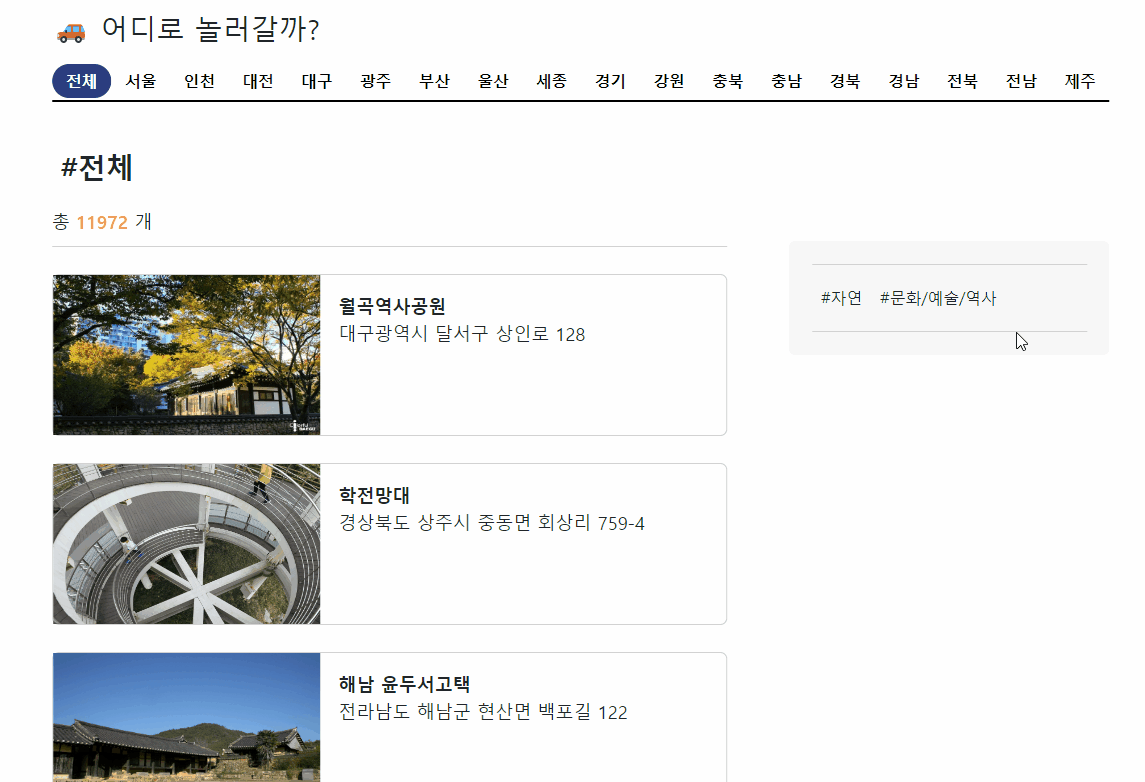 어디로 놀러갈까?
전체 서울 인천 대전 대구 광주 부산 울산 세종 경기 강원 충북 충남 경북 경남 전북 전남 제주
#전체
총 11972 개
#자연 #문화/예술/역사
월곡역사공원
대구광역시 달서구 상인로 128
학전망대
경상북도 상주시 중동면 회상리 759-4
해남 윤두서고택
전라남도 해남군 현산면 백포길 122